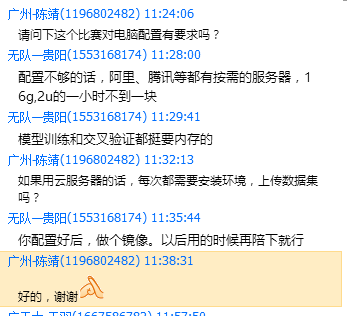 广州-陈靖(1196802482) 11:24:06
请问下这个比赛对电脑配置有要求吗？
无队—贵阳(1553168174) 11:28:00
配置不够的话，阿里、腾讯等都有按需的服务器，1
6g,2u的一小时不到一块
无队—贵阳(1553168174) 11:29:41
模型训练和交叉验证都挺要内存的
广州-陈靖(1196802482) 11:32:13
如果用云服务器的话，每次都需要安装环境，上传数据集
吗？
无队—贵阳(1553168174) 11:35:44
你配置好后，做个镜像。以后用的时候再陪下就行
广州-陈靖(1196802482) 11:38:31
好的，谢谢